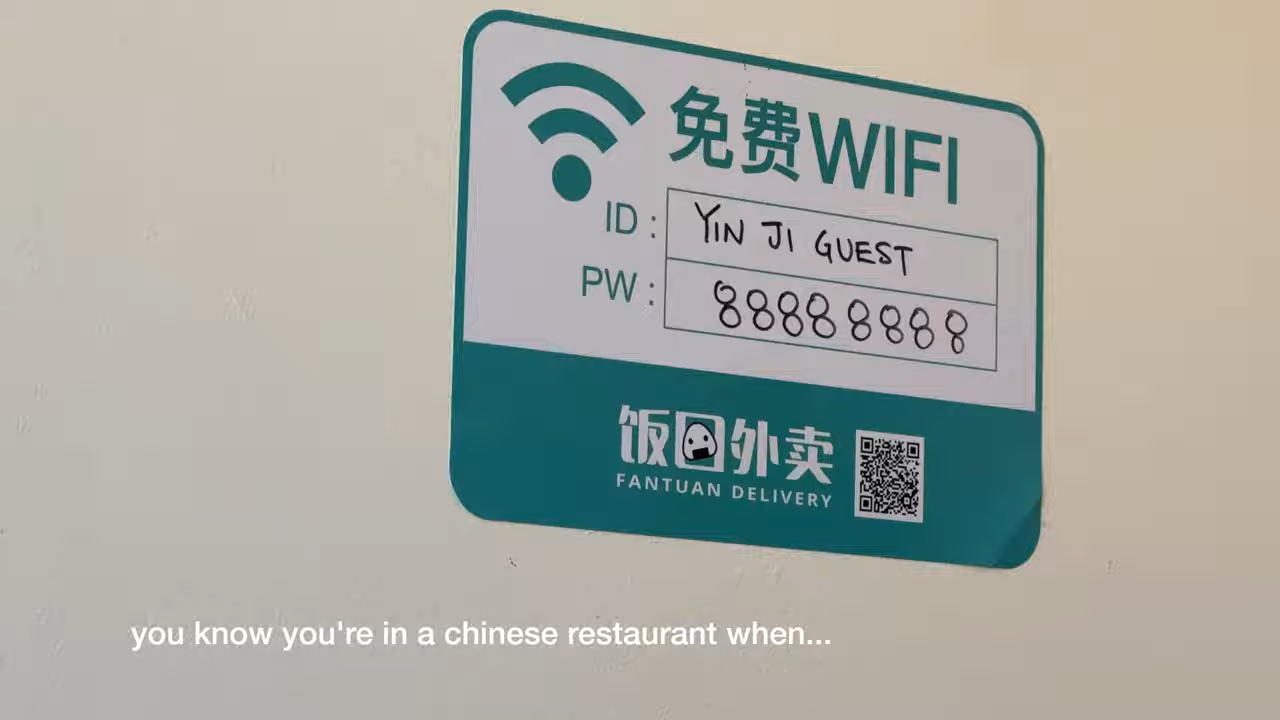 免费WIFI
ID : YIN JI GUEST
PW : 88888888
饭团外卖
FANTUAN DELIVERY
you know you're in a chinese restaurant when...